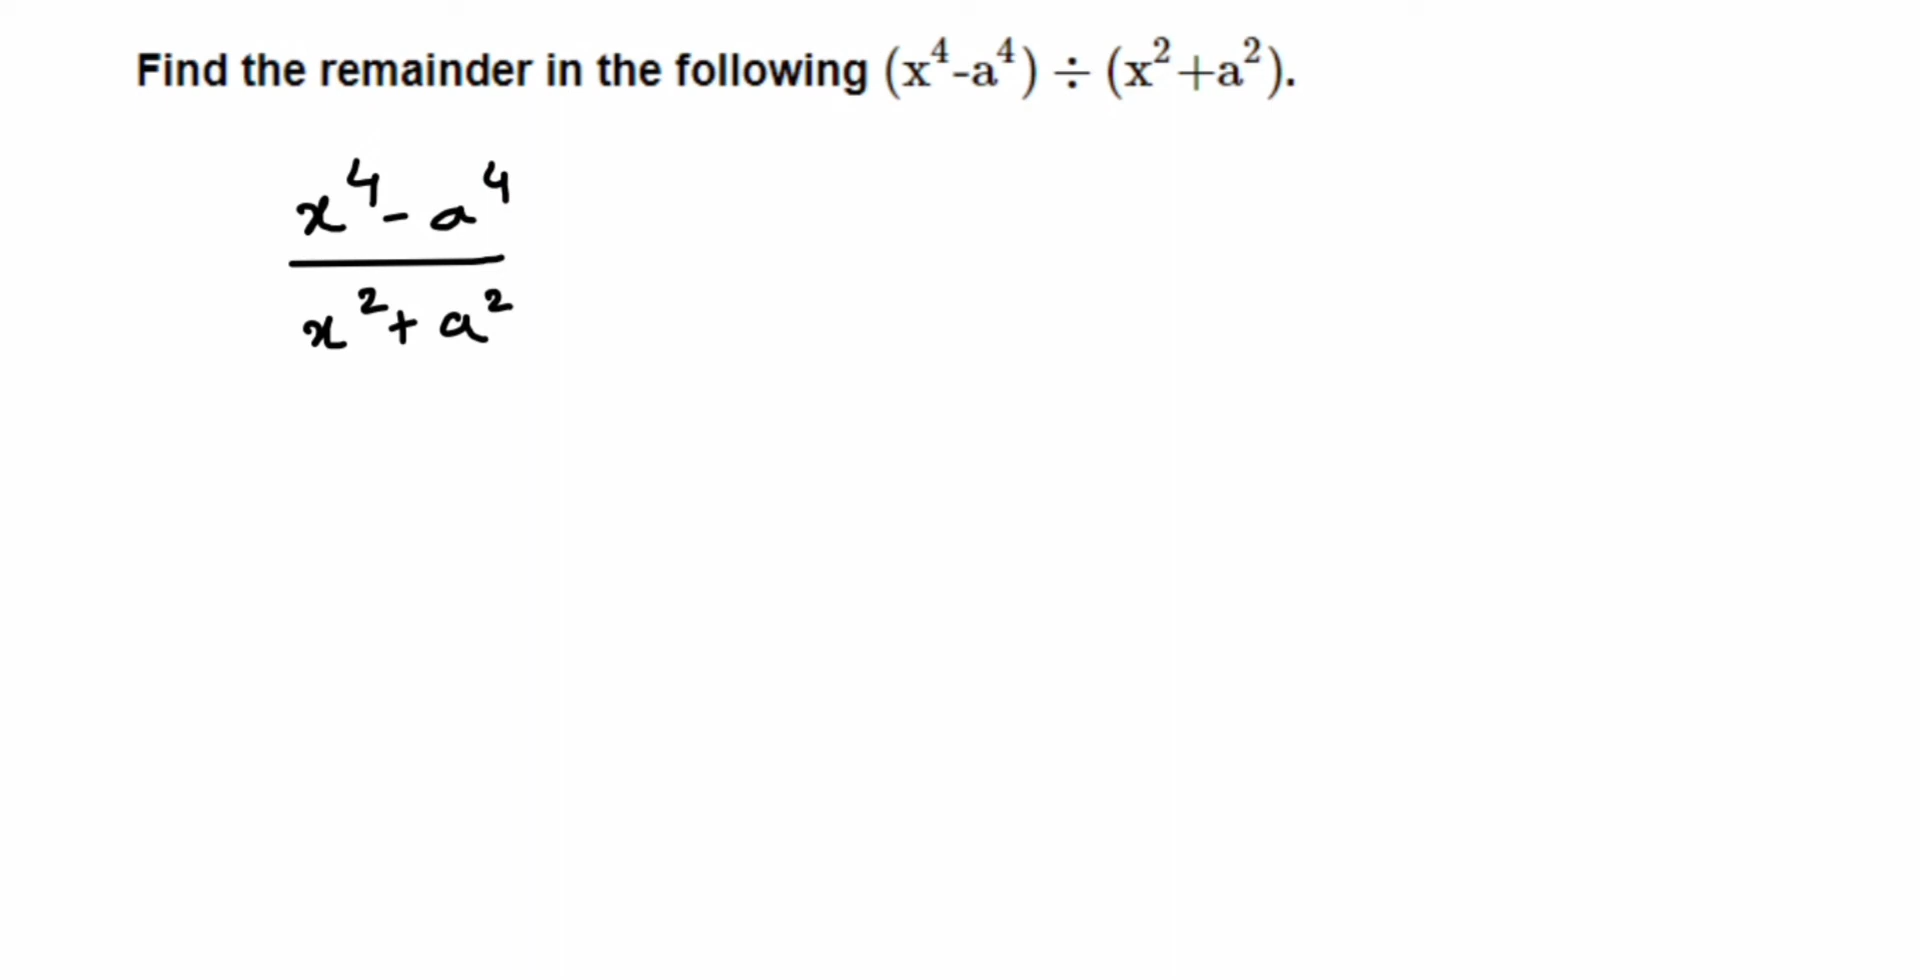 Find the remainder in the following (x⁴-a⁴) ÷ (x²+a²).
x⁴ - a⁴
x² + a²